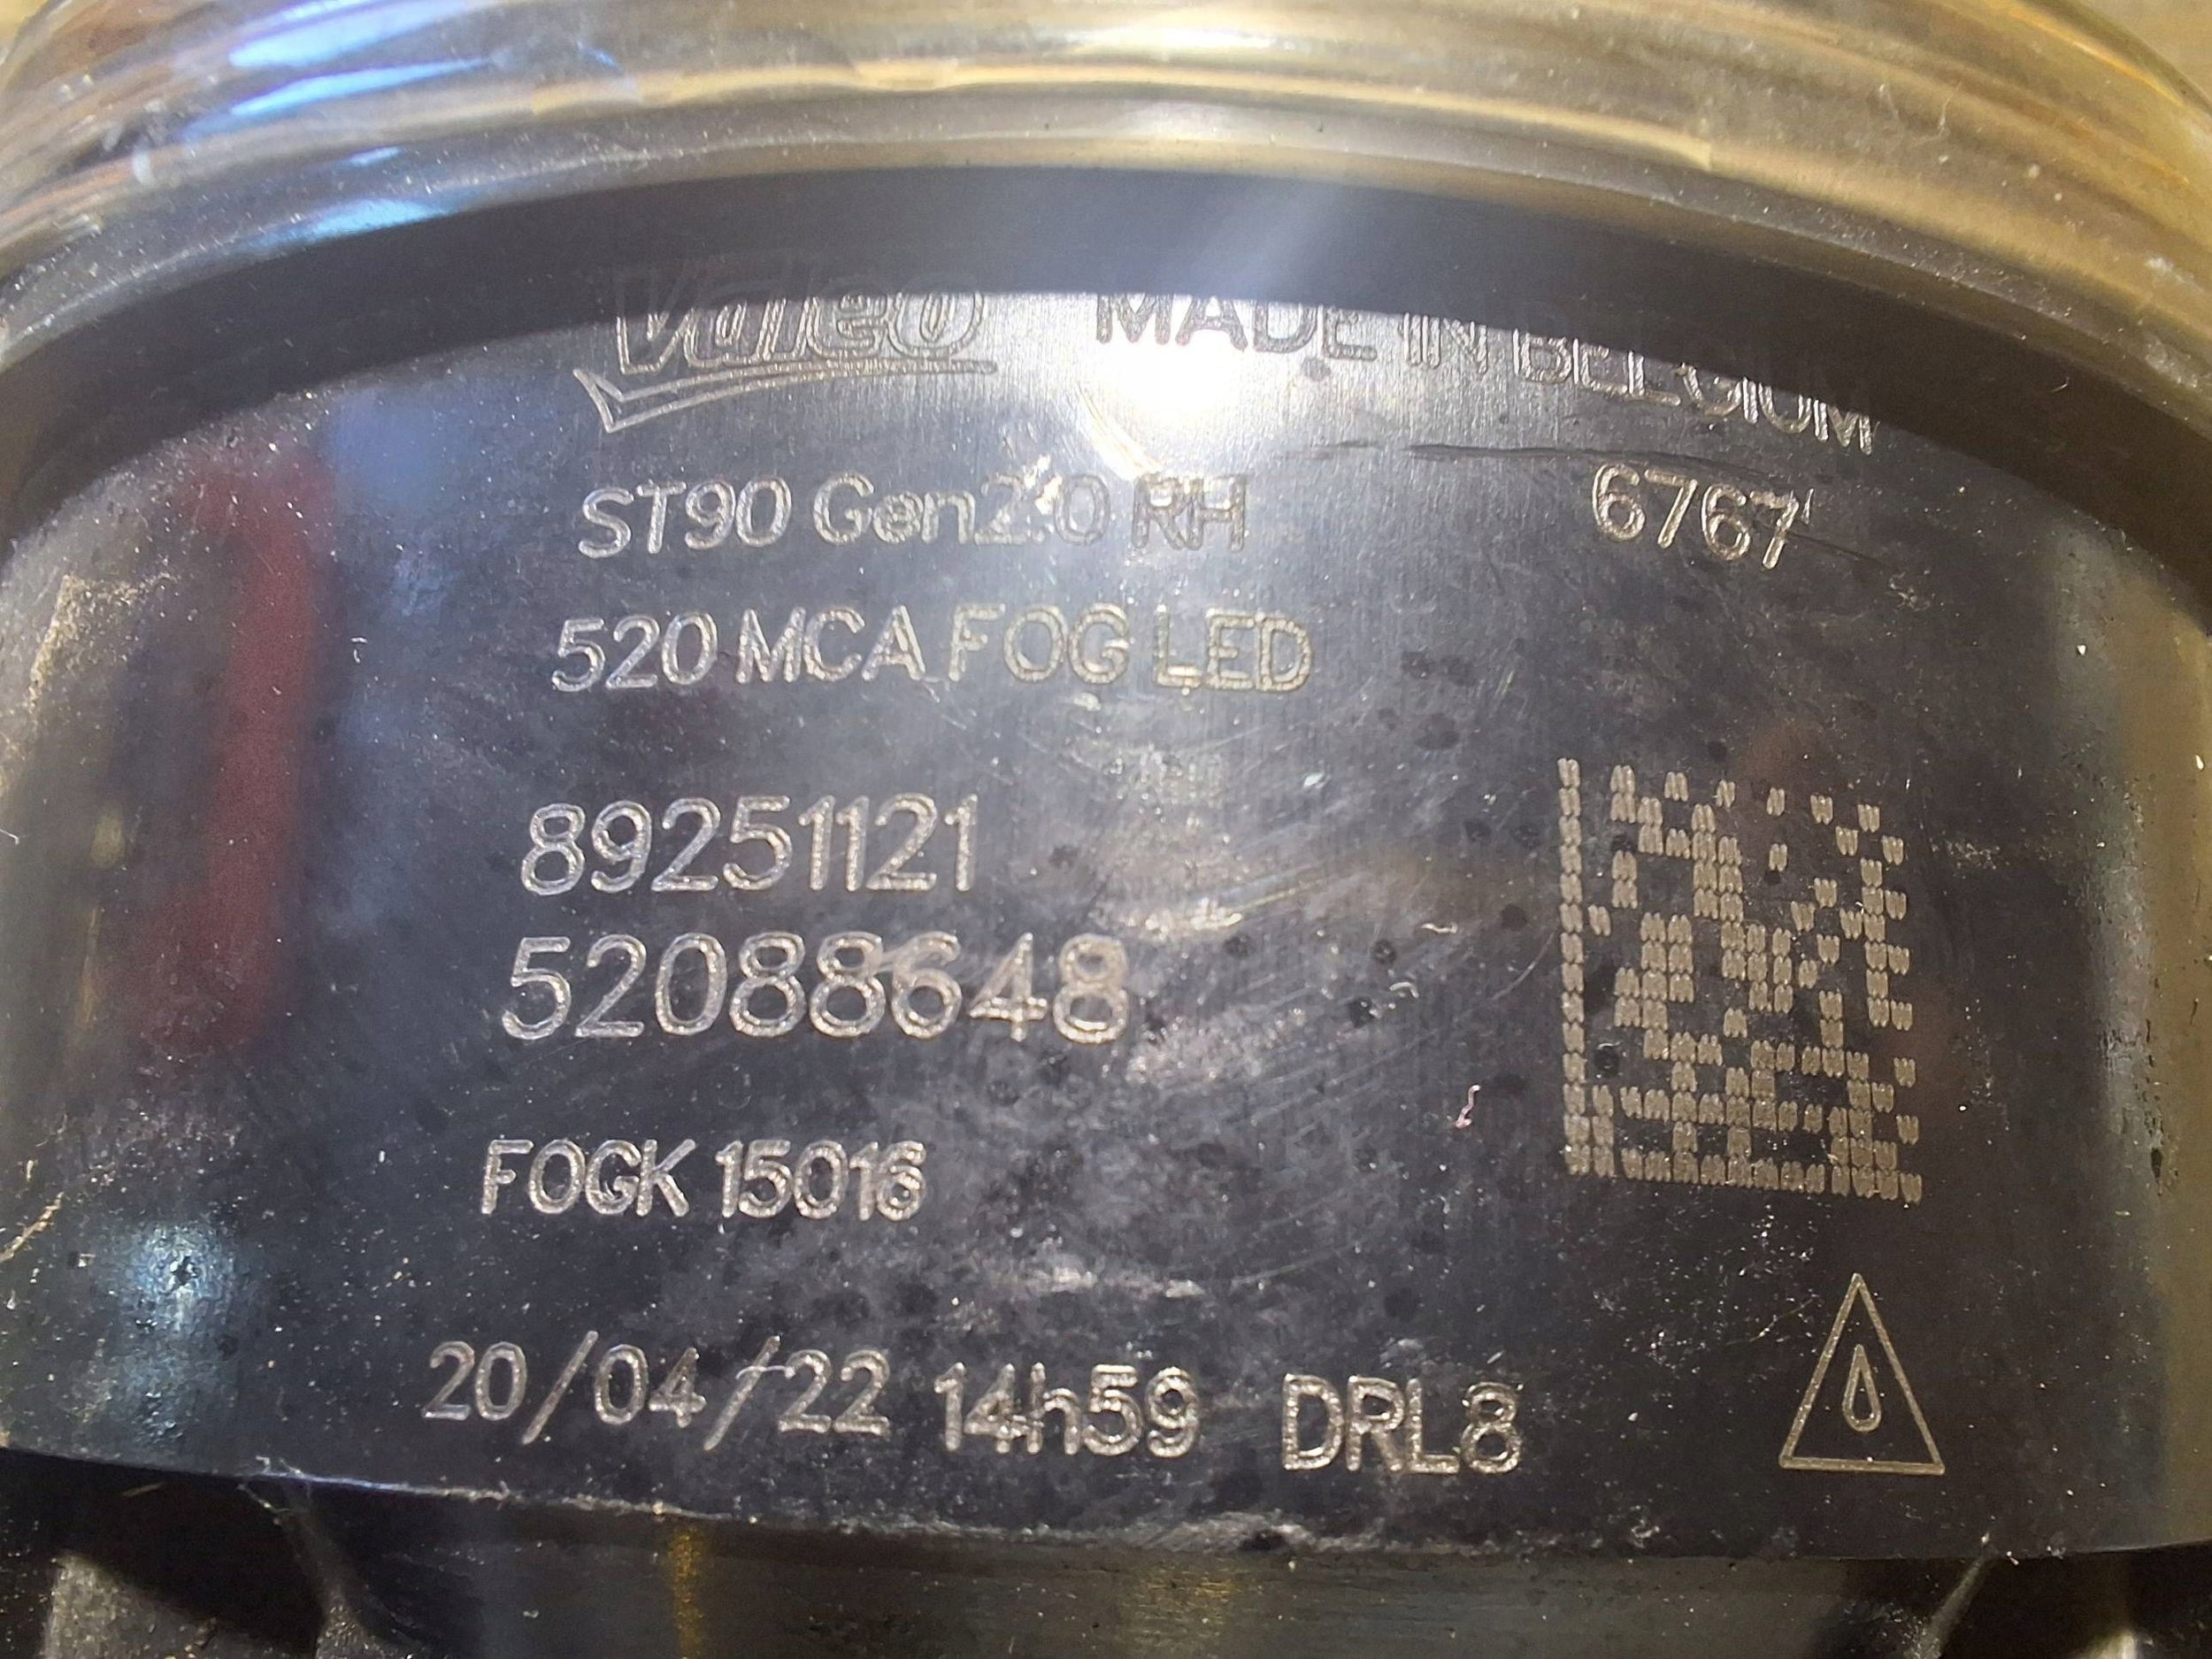 Valeo MADE IN BELGIUM
ST90 Gen2.0 RH 6767
520 MCA FOG LED
89251121
52088648
FOGK 15016
20/04/22 14h59 DRL8